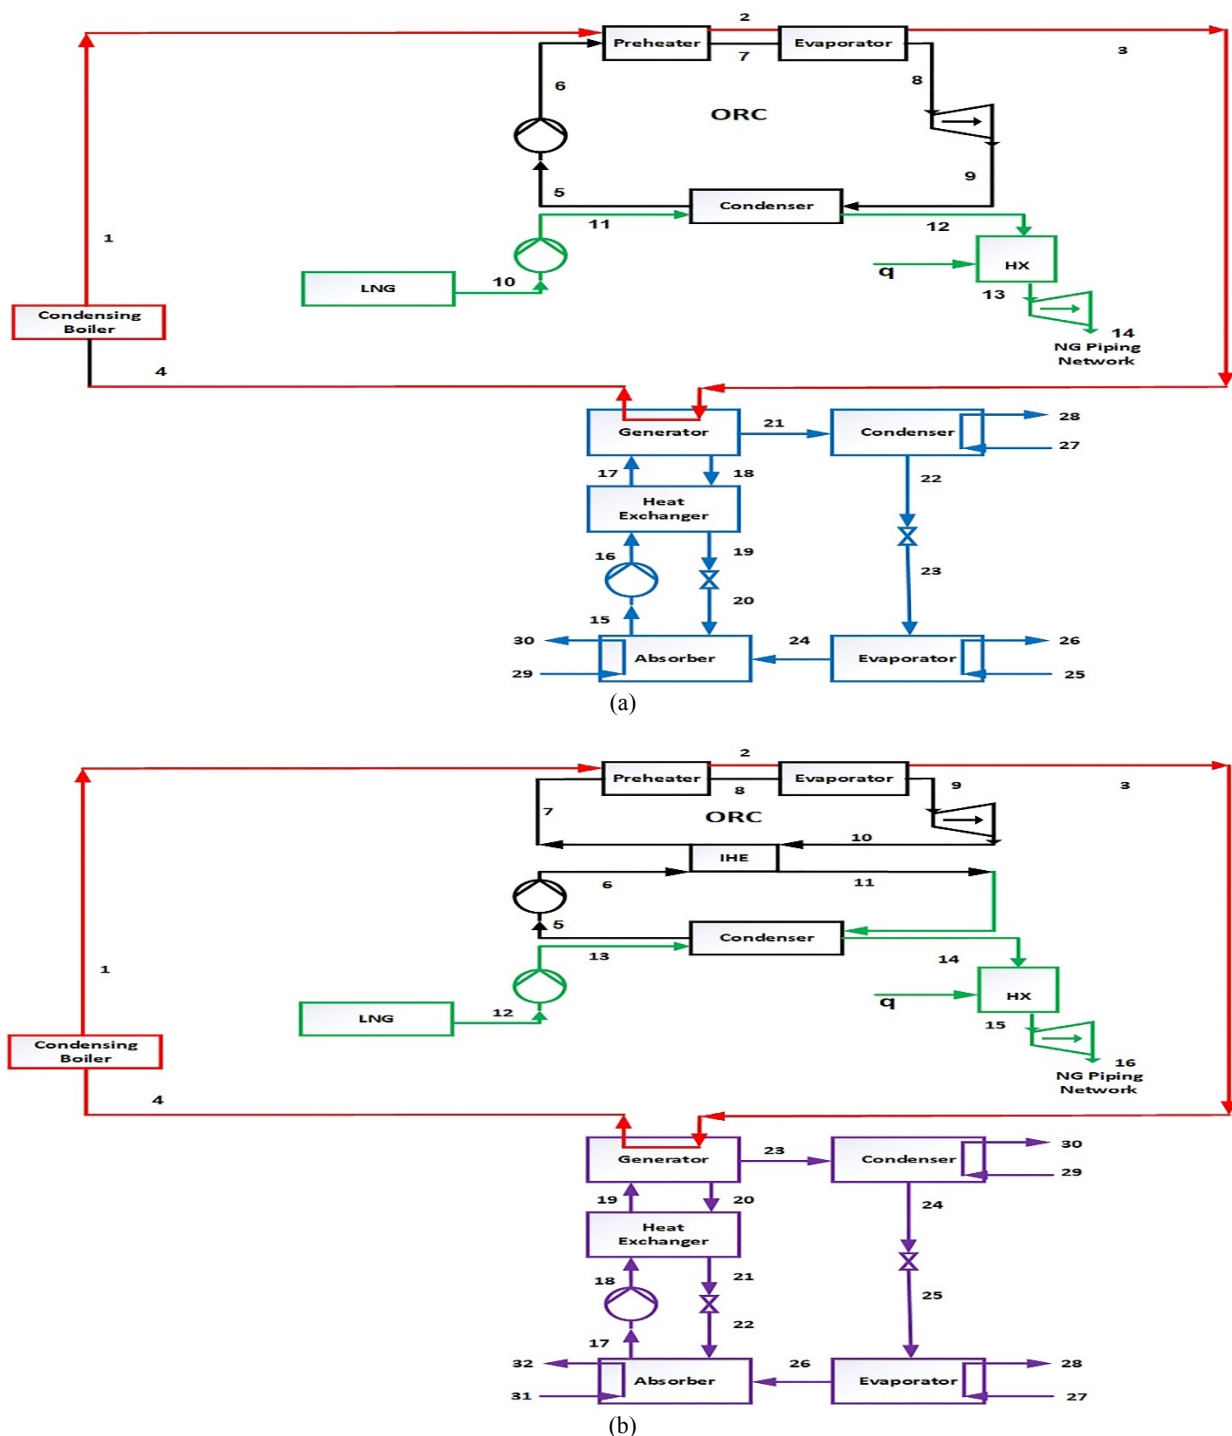 2
Preheater
Evaporator
7
3
8
6
ORC
9
5
Condenser
11
12
1
HX
q
LNG
10
13
Condensing
Boiler
14
NG Piping
Network
4
Generator
21
Condenser
28
27
17
18
22
Heat
Exchanger
16
19
23
20
15
30
24
26
Absorber
Evaporator
29
25
(a)
2
Preheater
Evaporator
8
9
3
7
ORC
10
IHE
6
11
5
Condenser
13
14
1
HX
q
LNG
12
15
Condensing
Boiler
16
NG Piping
Network
4
Generator
23
Condenser
30
29
19
20
24
Heat
Exchanger
18
21
25
22
17
32
26
28
Absorber
Evaporator
31
27
(b)